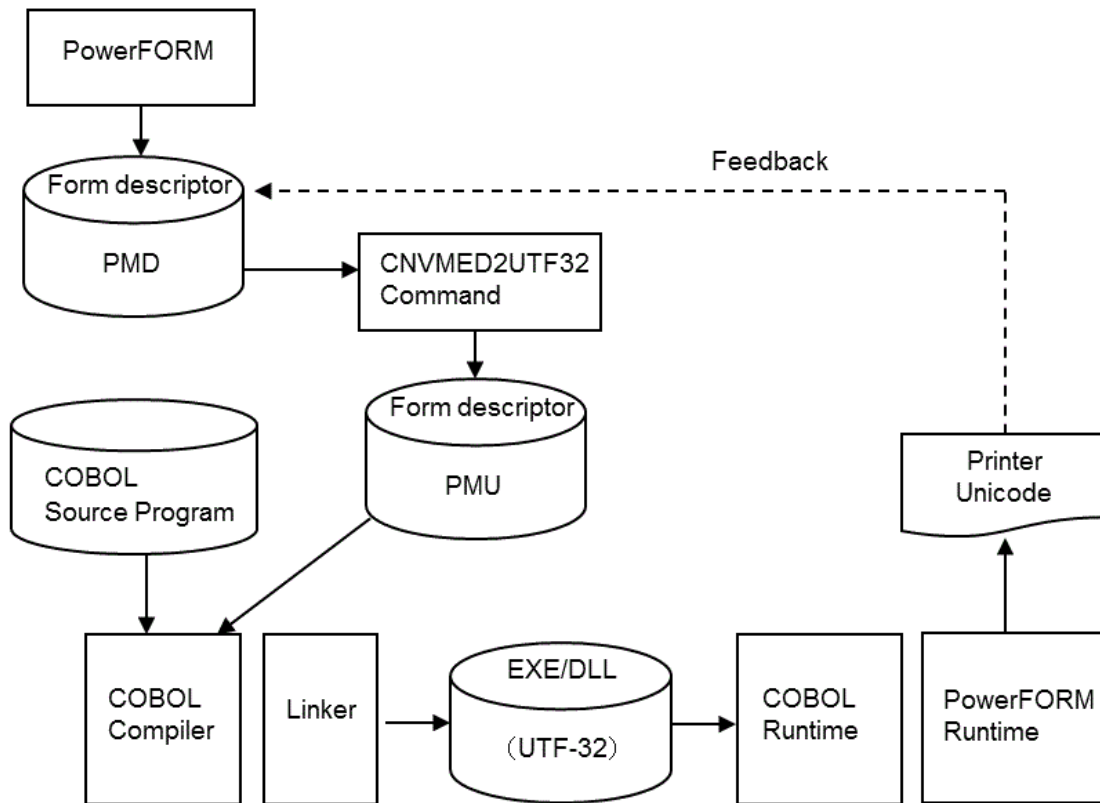 PowerFORM
Feedback
Form descriptor
PMD
CNVMED2UTF32
Command
Form descriptor
PMU
COBOL
Source Program
Printer
Unicode
COBOL
Compiler
Linker
EXE/DLL
（UTF-32）
COBOL
Runtime
PowerFORM
Runtime